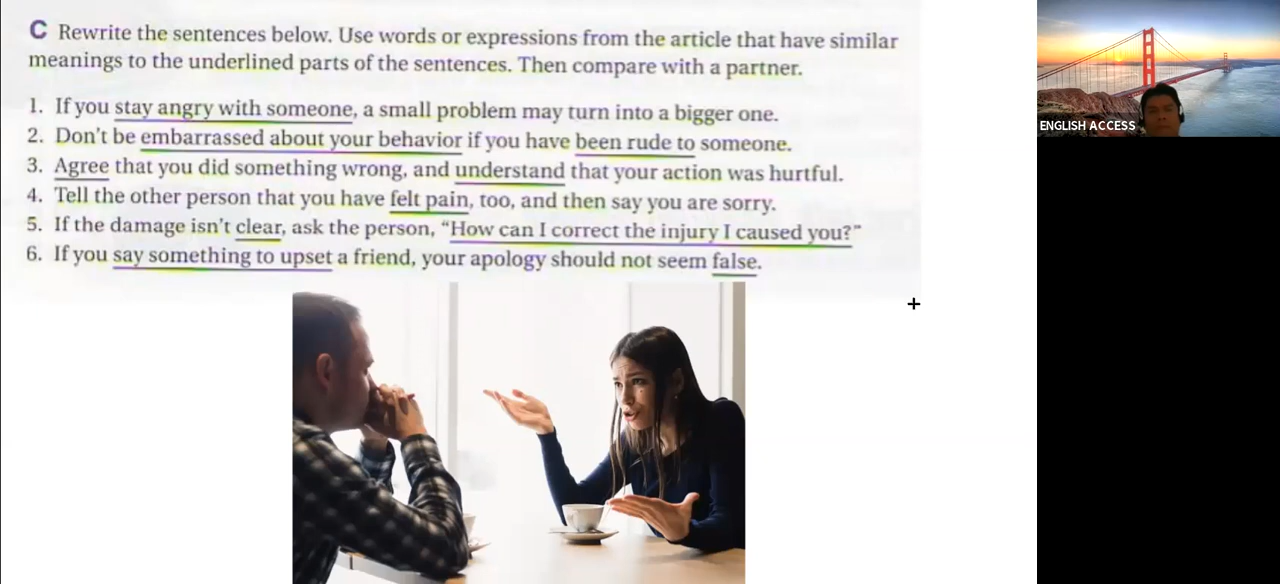 C Rewrite the sentences below. Use words or expressions from the article that have similar
meanings to the underlined parts of the sentences. Then compare with a partner.
1. If you stay angry with someone, a small problem may turn into a bigger one.
2. Don't be embarrassed about your behavior if you have been rude to someone.
3. Agree that you did something wrong, and understand that your action was hurtful.
4. Tell the other person that you have felt pain, too, and then say you are sorry.
5. If the damage isn't clear, ask the person, “How can I correct the injury I caused you?”
6. If you say something to upset a friend, your apology should not seem false.
ENGLISH ACCESS